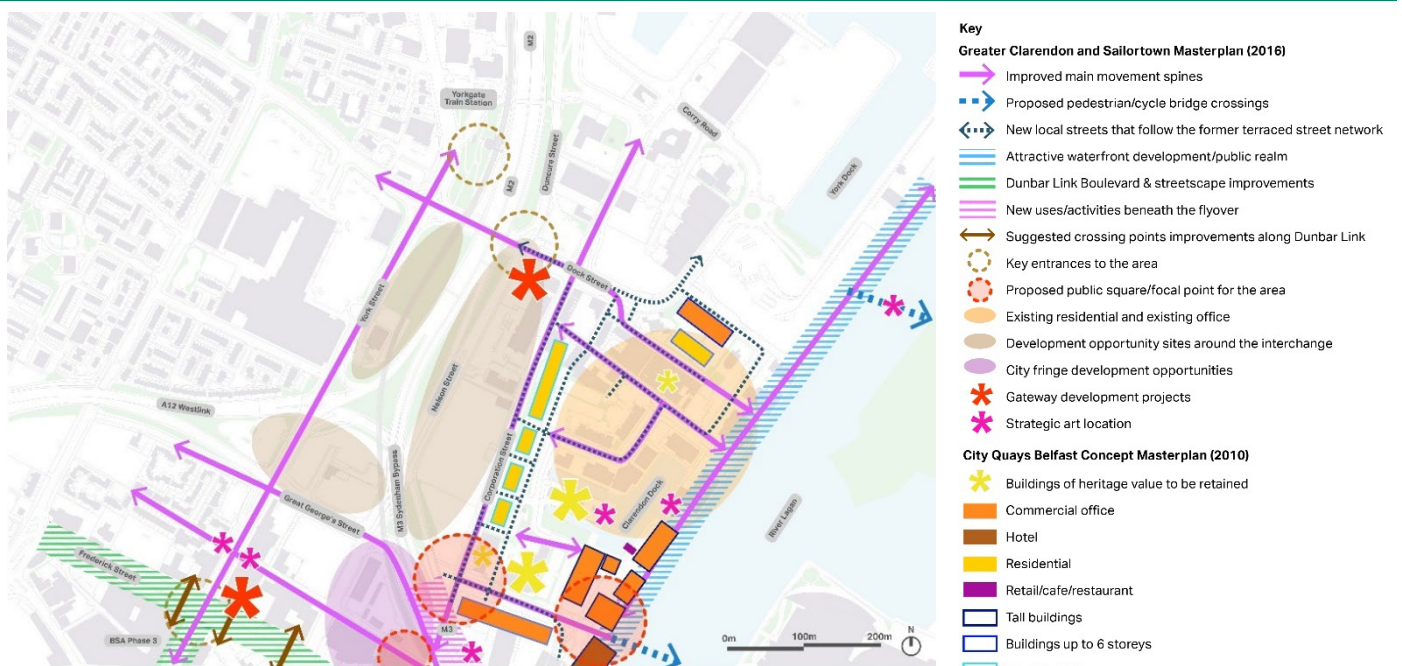 M2
Yorkgate
Train Station
Corry Road
Duncrue Street
M2
York Dock
Dock Street
York Street
Nelson Street
A12 Westlink
Corporation Street
M3 Sydenham Bypass
Great George's Street
Clarendon Dock
River Lagan
Frederick Street
BSA Phase 3
M3
0m 100m 200m
N
Key
Greater Clarendon and Sailortown Masterplan (2016)
Improved main movement spines
Proposed pedestrian/cycle bridge crossings
New local streets that follow the former terraced street network
Attractive waterfront development/public realm
Dunbar Link Boulevard & streetscape improvements
New uses/activities beneath the flyover
Suggested crossing points improvements along Dunbar Link
Key entrances to the area
Proposed public square/focal point for the area
Existing residential and existing office
Development opportunity sites around the interchange
City fringe development opportunities
Gateway development projects
Strategic art location
City Quays Belfast Concept Masterplan (2010)
Buildings of heritage value to be retained
Commercial office
Hotel
Residential
Retail/cafe/restaurant
Tall buildings
Buildings up to 6 storeys